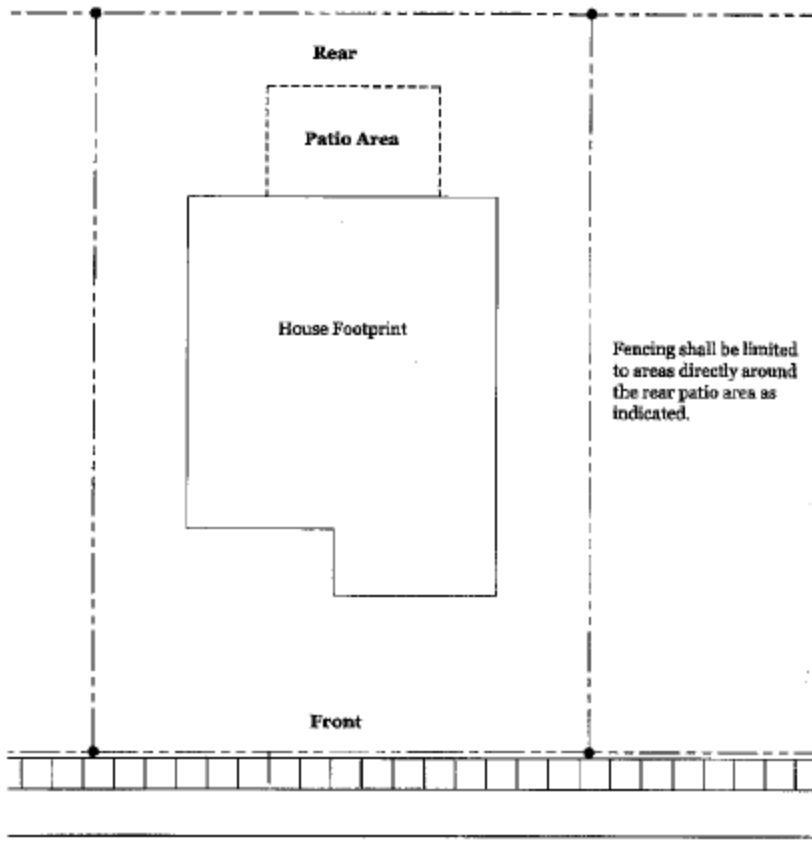 Rear
Patio Area
House Footprint
Fencing shall be limited
to areas directly around
the rear patio area as
indicated.
Front